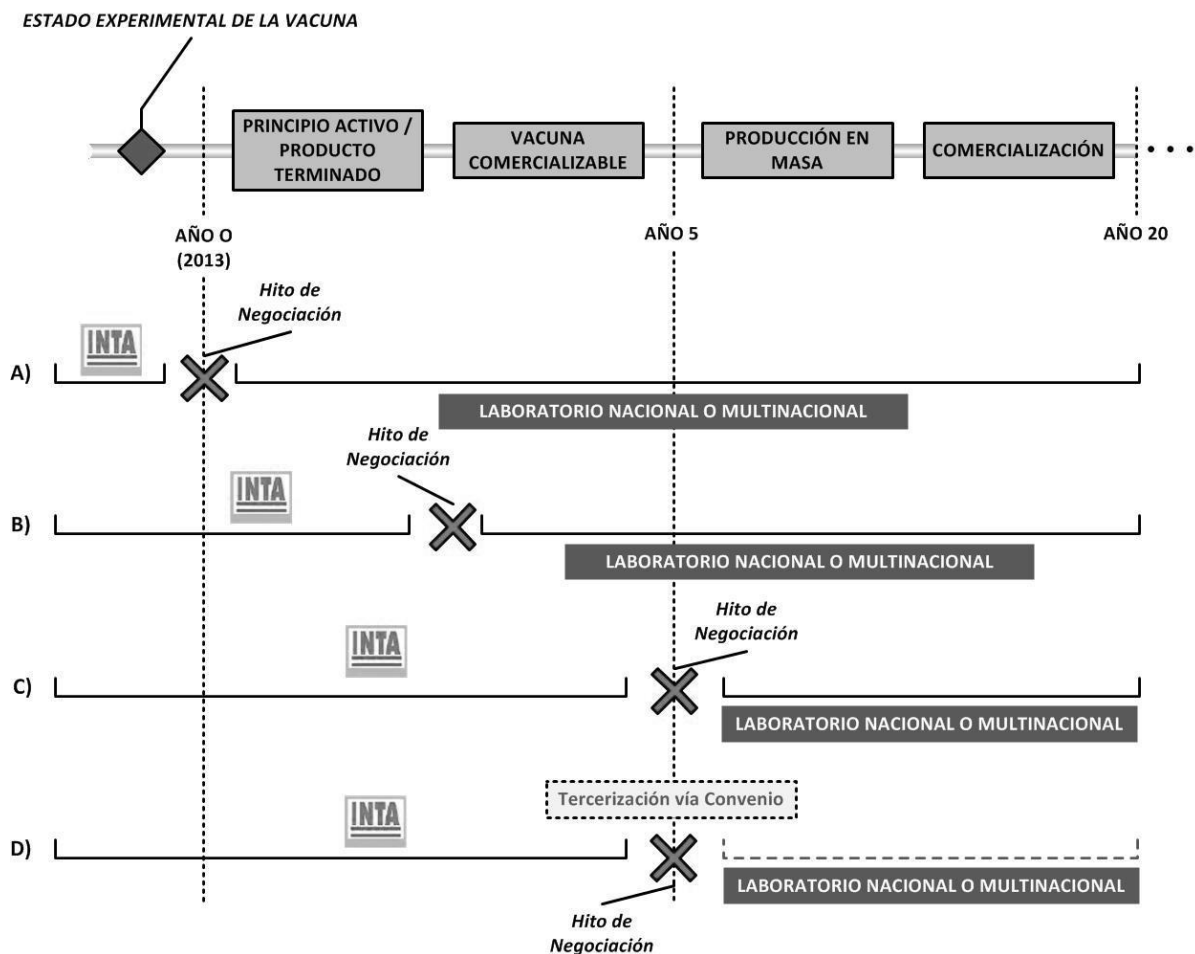 ESTADO EXPERIMENTAL DE LA VACUNA
PRINCIPIO ACTIVO /
PRODUCTO
TERMINADO
VACUNA
COMERCIALIZABLE
PRODUCCIÓN EN
MASA
COMERCIALIZACIÓN
AÑO O
(2013)
AÑO 5
AÑO 20
Hito de
Negociación
INTA
A)
LABORATORIO NACIONAL O MULTINACIONAL
Hito de
Negociación
INTA
B)
LABORATORIO NACIONAL O MULTINACIONAL
Hito de
Negociación
INTA
C)
LABORATORIO NACIONAL O MULTINACIONAL
Tercerización vía Convenio
INTA
D)
LABORATORIO NACIONAL O MULTINACIONAL
Hito de
Negociación